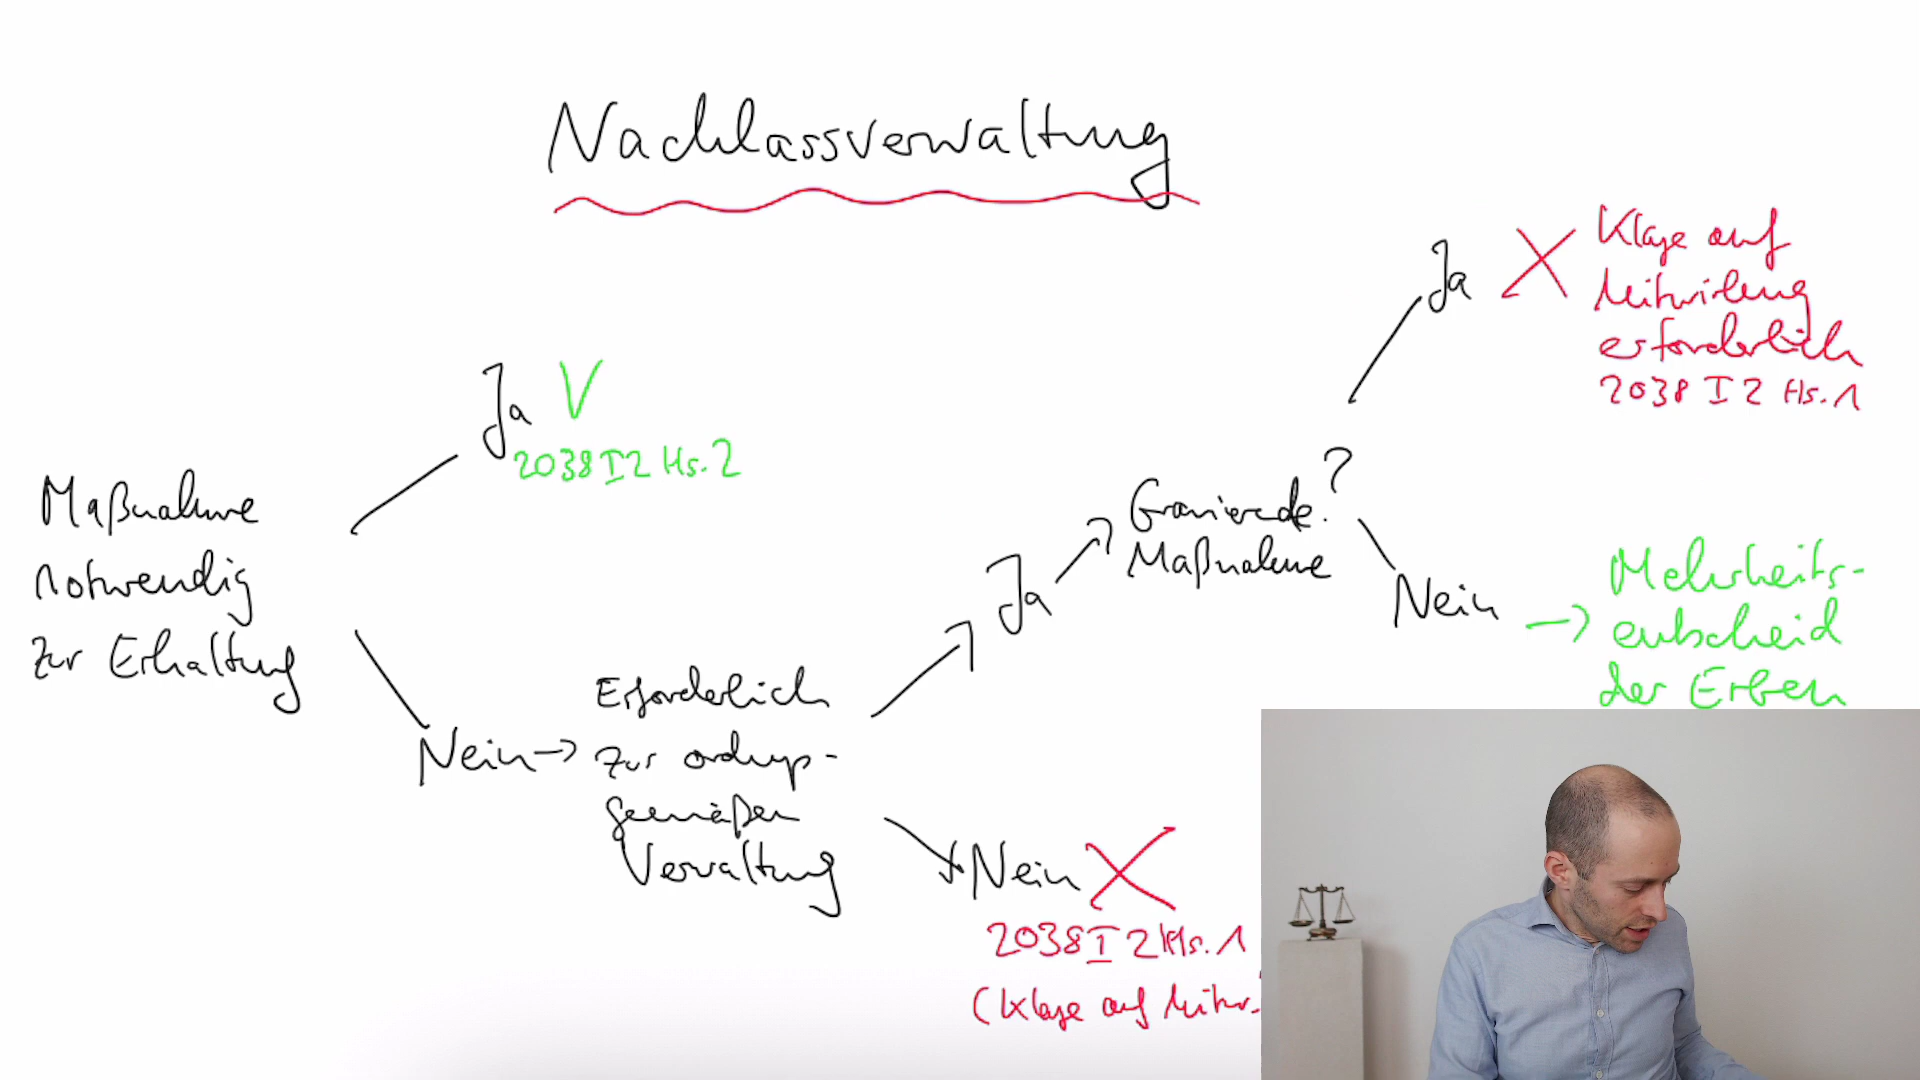 Nachlassverwaltung
Maßnahme
notwendig
zur Erhaltung
Ja V
2038 I 2 Hs. 2
Nein →
Erforderlich
zur ordnungs-
gemäßen
Verwaltung
Ja
Nein X
2038 I 2 Hs. 1
(Klage auf Mitw.
Gravierende ?
Maßnahme
Ja X
Klage auf
Mitwirkung
erforderlich
2038 I 2 Hs. 1
Nein →
Mehrheits-
entscheid
der Erben